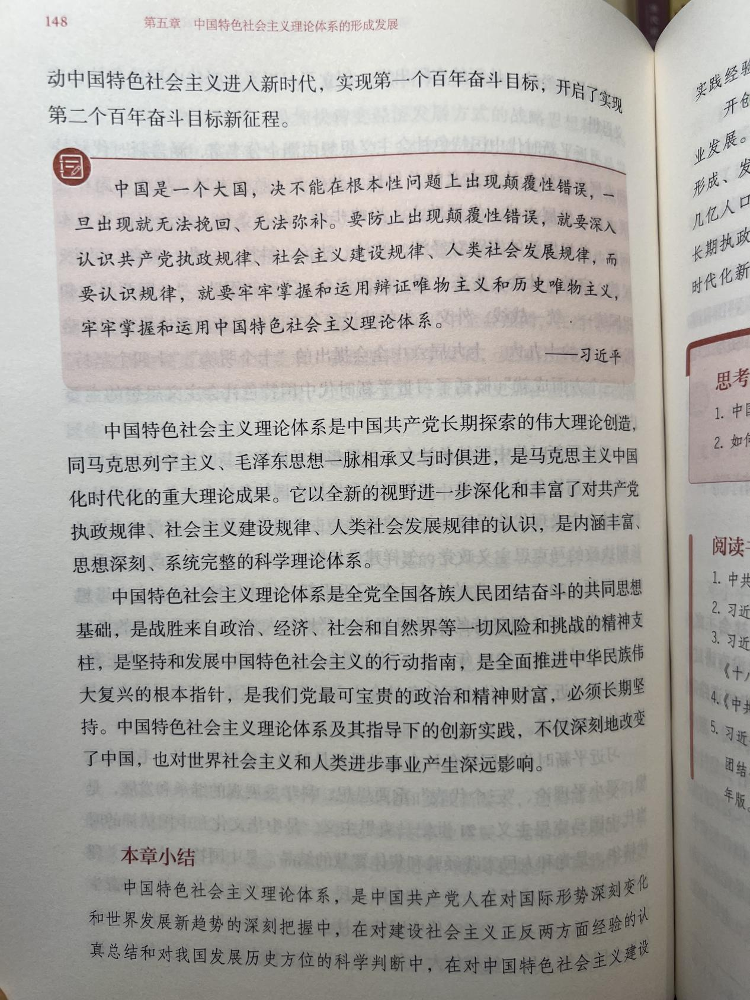 148
第五章 中国特色社会主义理论体系的形成发展
动中国特色社会主义进入新时代，实现第一个百年奋斗目标，开启了实现
第二个百年奋斗目标新征程。
中国是一个大国，决不能在根本性问题上出现颠覆性错误，一
旦出现就无法挽回、无法弥补。要防止出现颠覆性错误，就要深入
认识共产党执政规律、社会主义建设规律、人类社会发展规律，而
要认识规律，就要牢牢掌握和运用辩证唯物主义和历史唯物主义，
牢牢掌握和运用中国特色社会主义理论体系。
——习近平
中国特色社会主义理论体系是中国共产党长期探索的伟大理论创造，
同马克思列宁主义、毛泽东思想一脉相承又与时俱进，是马克思主义中国
化时代化的重大理论成果。它以全新的视野进一步深化和丰富了对共产党
执政规律、社会主义建设规律、人类社会发展规律的认识，是内涵丰富、
思想深刻、系统完整的科学理论体系。
中国特色社会主义理论体系是全党全国各族人民团结奋斗的共同思想
基础，是战胜来自政治、经济、社会和自然界等一切风险和挑战的精神支
柱，是坚持和发展中国特色社会主义的行动指南，是全面推进中华民族伟
大复兴的根本指针，是我们党最可宝贵的政治和精神财富，必须长期坚
持。中国特色社会主义理论体系及其指导下的创新实践，不仅深刻地改变
了中国，也对世界社会主义和人类进步事业产生深远影响。
本章小结
中国特色社会主义理论体系，是中国共产党人在对国际形势深刻变化
和世界发展新趋势的深刻把握中，在对建设社会主义正反两方面经验的认
真总结和对我国发展历史方位的科学判断中，在对中国特色社会主义建设
实践经验
开创
业发展。
形成、发
几亿人口
长期执政
时代化新
思考
1. 中国
2. 如何
阅读
1. 中共
2. 习近
3. 习近
《十八
4.《中共
5. 习近
团结
年版。